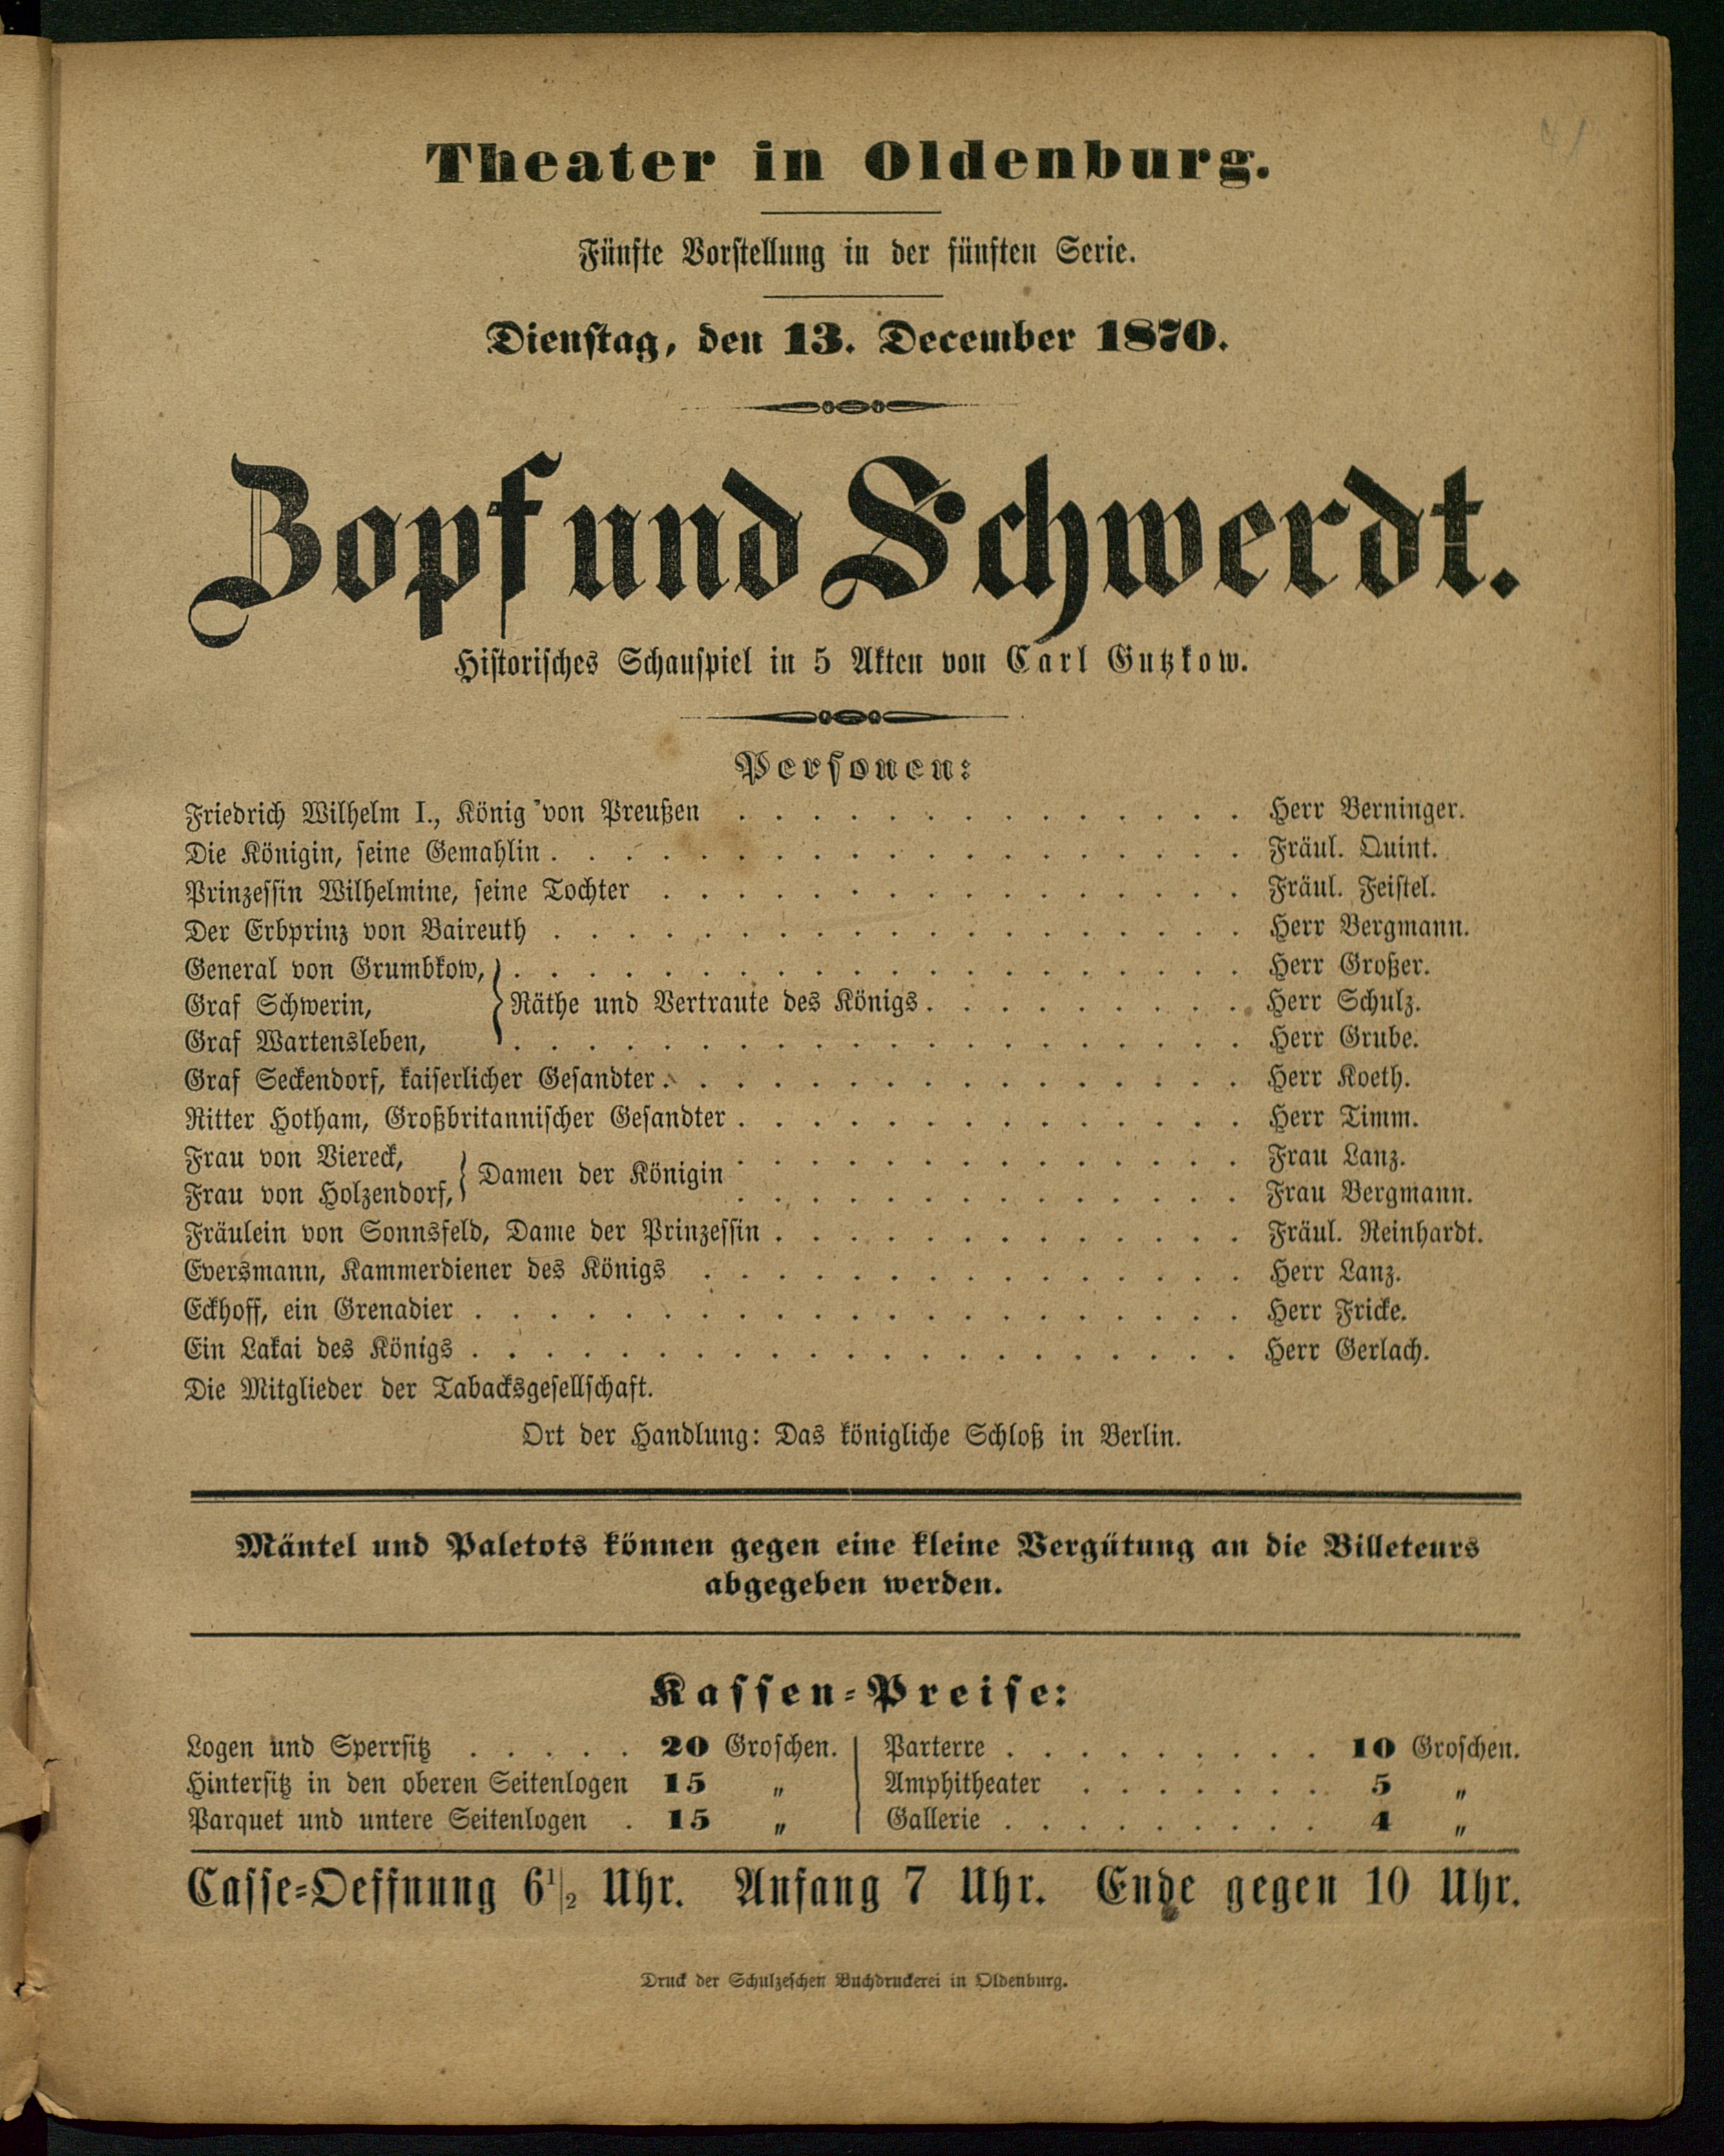 41
Theater in Oldenburg.
Fünfte Vorstellung in der fünften Serie.
Dienstag, den 13. December 1870.
Zopf und Schwerdt.
Historisches Schauspiel in 5 Akten von Carl Gutzkow.
Personen:
Friedrich Wilhelm I., König von Preußen . . . . . . . . . . . . . . Herr Berninger.
Die Königin, seine Gemahlin . . . . . . . . . . . . . . . . . . . Fräul. Quint.
Prinzessin Wilhelmine, seine Tochter . . . . . . . . . . . . . . . . Fräul. Feistel.
Der Erbprinz von Baireuth . . . . . . . . . . . . . . . . . . . Herr Bergmann.
General von Grumbkow, . . . . . . . . . . . . . . . . . . . . Herr Großer.
Graf Schwerin, Räthe und Vertraute des Königs . . . . . . . . . Herr Schulz.
Graf Wartensleben, . . . . . . . . . . . . . . . . . . . . Herr Grube.
Graf Seckendorf, kaiserlicher Gesandter . . . . . . . . . . . . . . . . Herr Koeth.
Ritter Hotham, Großbritannischer Gesandter . . . . . . . . . . . . . . Herr Timm.
Frau von Viereck, . . . . . . . . . . . . . . Frau Lanz.
Damen der Königin
Frau von Holzendorf, . . . . . . . . . . . . . . Frau Bergmann.
Fräulein von Sonnsfeld, Dame der Prinzessin . . . . . . . . . . . . . Fräul. Reinhardt.
Eversmann, Kammerdiener des Königs . . . . . . . . . . . . . . . Herr Lanz.
Eckhoff, ein Grenadier . . . . . . . . . . . . . . . . . . . . . Herr Fricke.
Ein Lakai des Königs . . . . . . . . . . . . . . . . . . . . . Herr Gerlach.
Die Mitglieder der Tabacksgesellschaft.
Ort der Handlung: Das königliche Schloß in Berlin.
Mäntel und Paletots können gegen eine kleine Vergütung an die Billeteurs
abgegeben werden.
Kassen-Preise:
Logen und Sperrsitz . . . . . 20 Groschen. Parterre . . . . . . . . . 10 Groschen.
Hintersitz in den oberen Seitenlogen 15 „ Amphitheater . . . . . . . 5 „
Parquet und untere Seitenlogen . 15 „ Gallerie . . . . . . . . . 4 „
Casse-Oeffnung 6 1/2 Uhr. Anfang 7 Uhr. Ende gegen 10 Uhr.
Druck der Schulzeschen Buchdruckerei in Oldenburg.